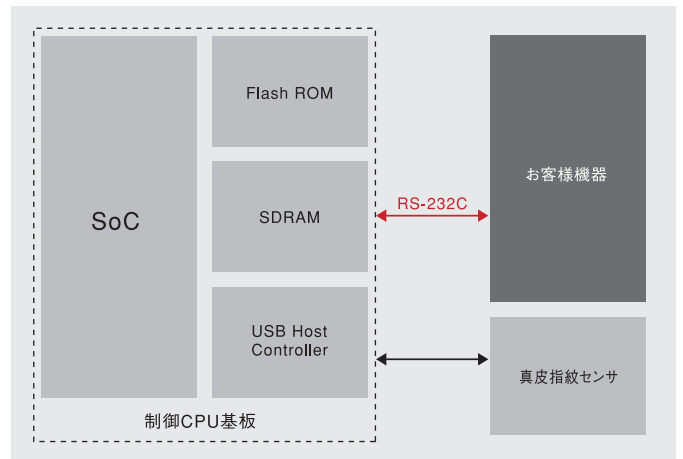 SoC
Flash ROM
SDRAM
USB Host
Controller
制御CPU基板
RS-232C
お客様機器
真皮指紋センサ